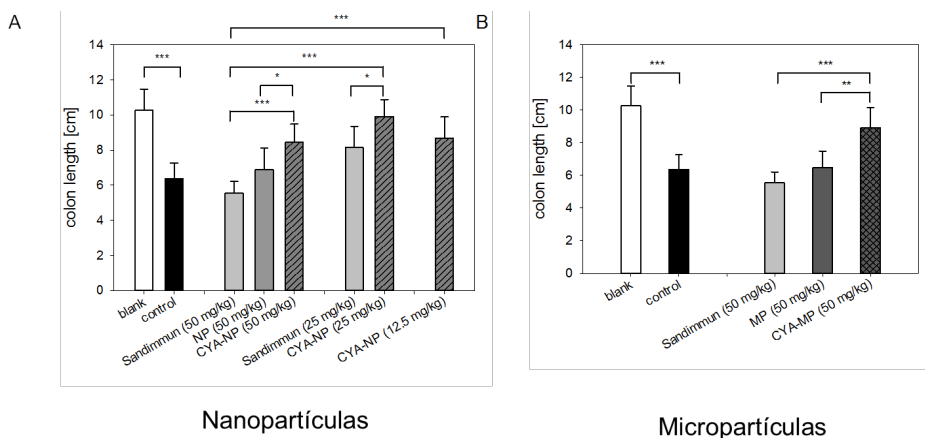 A
***
***
***
*
*
***
14
12
10
8
6
4
2
0
colon length [cm]
blank
control
Sandimmun (50 mg/kg)
NP (50 mg/kg)
CYA-NP (50 mg/kg)
Sandimmun (25 mg/kg)
CYA-NP (25 mg/kg)
CYA-NP (12.5 mg/kg)
Nanopartículas
B
***
***
**
14
12
10
8
6
4
2
0
colon length [cm]
blank
control
Sandimmun (50 mg/kg)
MP (50 mg/kg)
CYA-MP (50 mg/kg)
Micropartículas